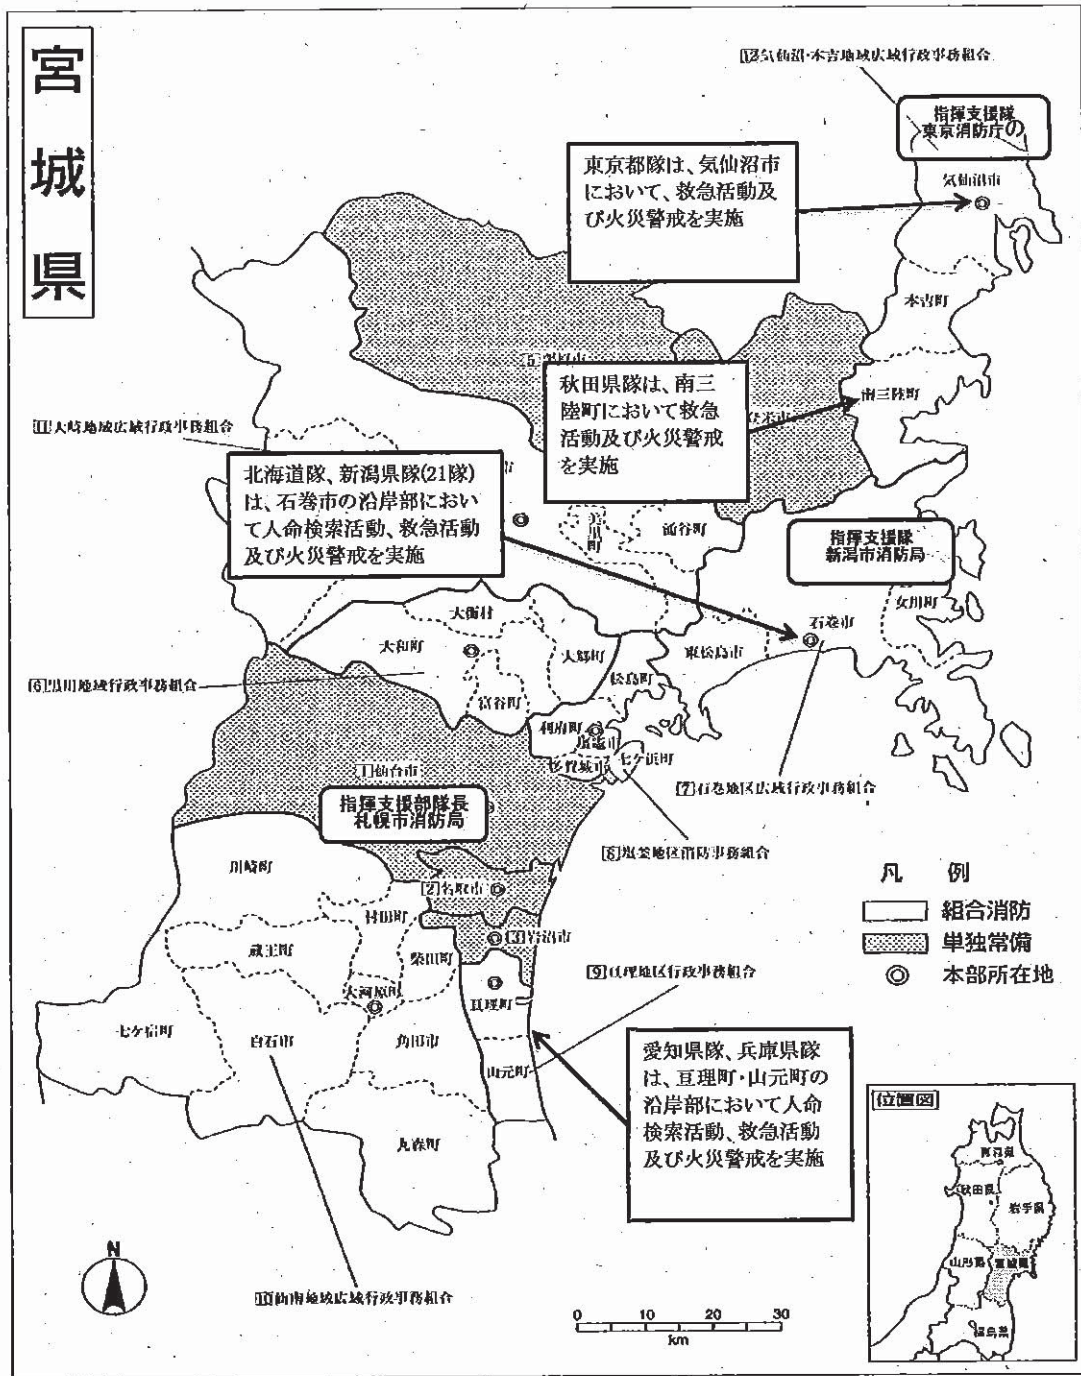 宮城県
気仙沼・本吉地域広域行政事務組合
指揮支援隊
東京消防庁の
東京都隊は、気仙沼市
において、救急活動及
び火災警戒を実施
気仙沼市
本吉町
秋田県隊は、南三
陸町において救急
活動及び火災警戒
を実施
南三陸町
[11]大崎地域広域行政事務組合
北海道隊、新潟県隊(21隊)
は、石巻市の沿岸部におい
て人命検索活動、救急活動
及び火災警戒を実施
美里町
涌谷町
指揮支援隊
新潟市消防局
女川町
石巻市
大衡村
大和町
大郷町
東松島市
松島町
[6]黒川地域行政事務組合
富谷町
利府町
塩竈市
多賀城市
七ケ浜町
[1]仙台市
[7]石巻地区広域行政事務組合
指揮支援部隊長
札幌市消防局
[8]塩釜地区消防事務組合
川崎町
[2]名取市
村田町
[3]岩沼市
蔵王町
柴田町
[9]亘理地区行政事務組合
大河原町
亘理町
七ケ宿町
白石市
角田市
山元町
丸森町
愛知県隊、兵庫県隊
は、亘理町・山元町の
沿岸部において人命
検索活動、救急活動
及び火災警戒を実施
凡 例
組合消防
単独常備
本部所在地
[位置図]
青森県
秋田県
岩手県
山形県
宮城県
福島県
[10]仙南地域広域行政事務組合
N
0 10 20 30
km